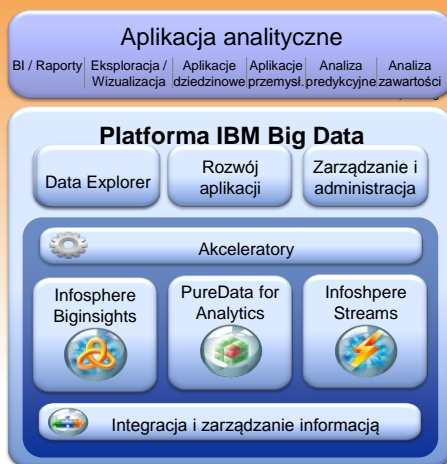 Aplikacja analityczne
BI / Raporty
Eksploracja /
Wizualizacja
Aplikacje
dziedzinowe
Aplikacje
przemysł.
Analiza
predykcyjne
Analiza
zawartości
Platforma IBM Big Data
Data Explorer
Rozwój
aplikacji
Zarządzanie i
administracja
Akceleratory
Infosphere
Biginsights
PureData for
Analytics
Infoshpere
Streams
Integracja i zarządzanie informacją